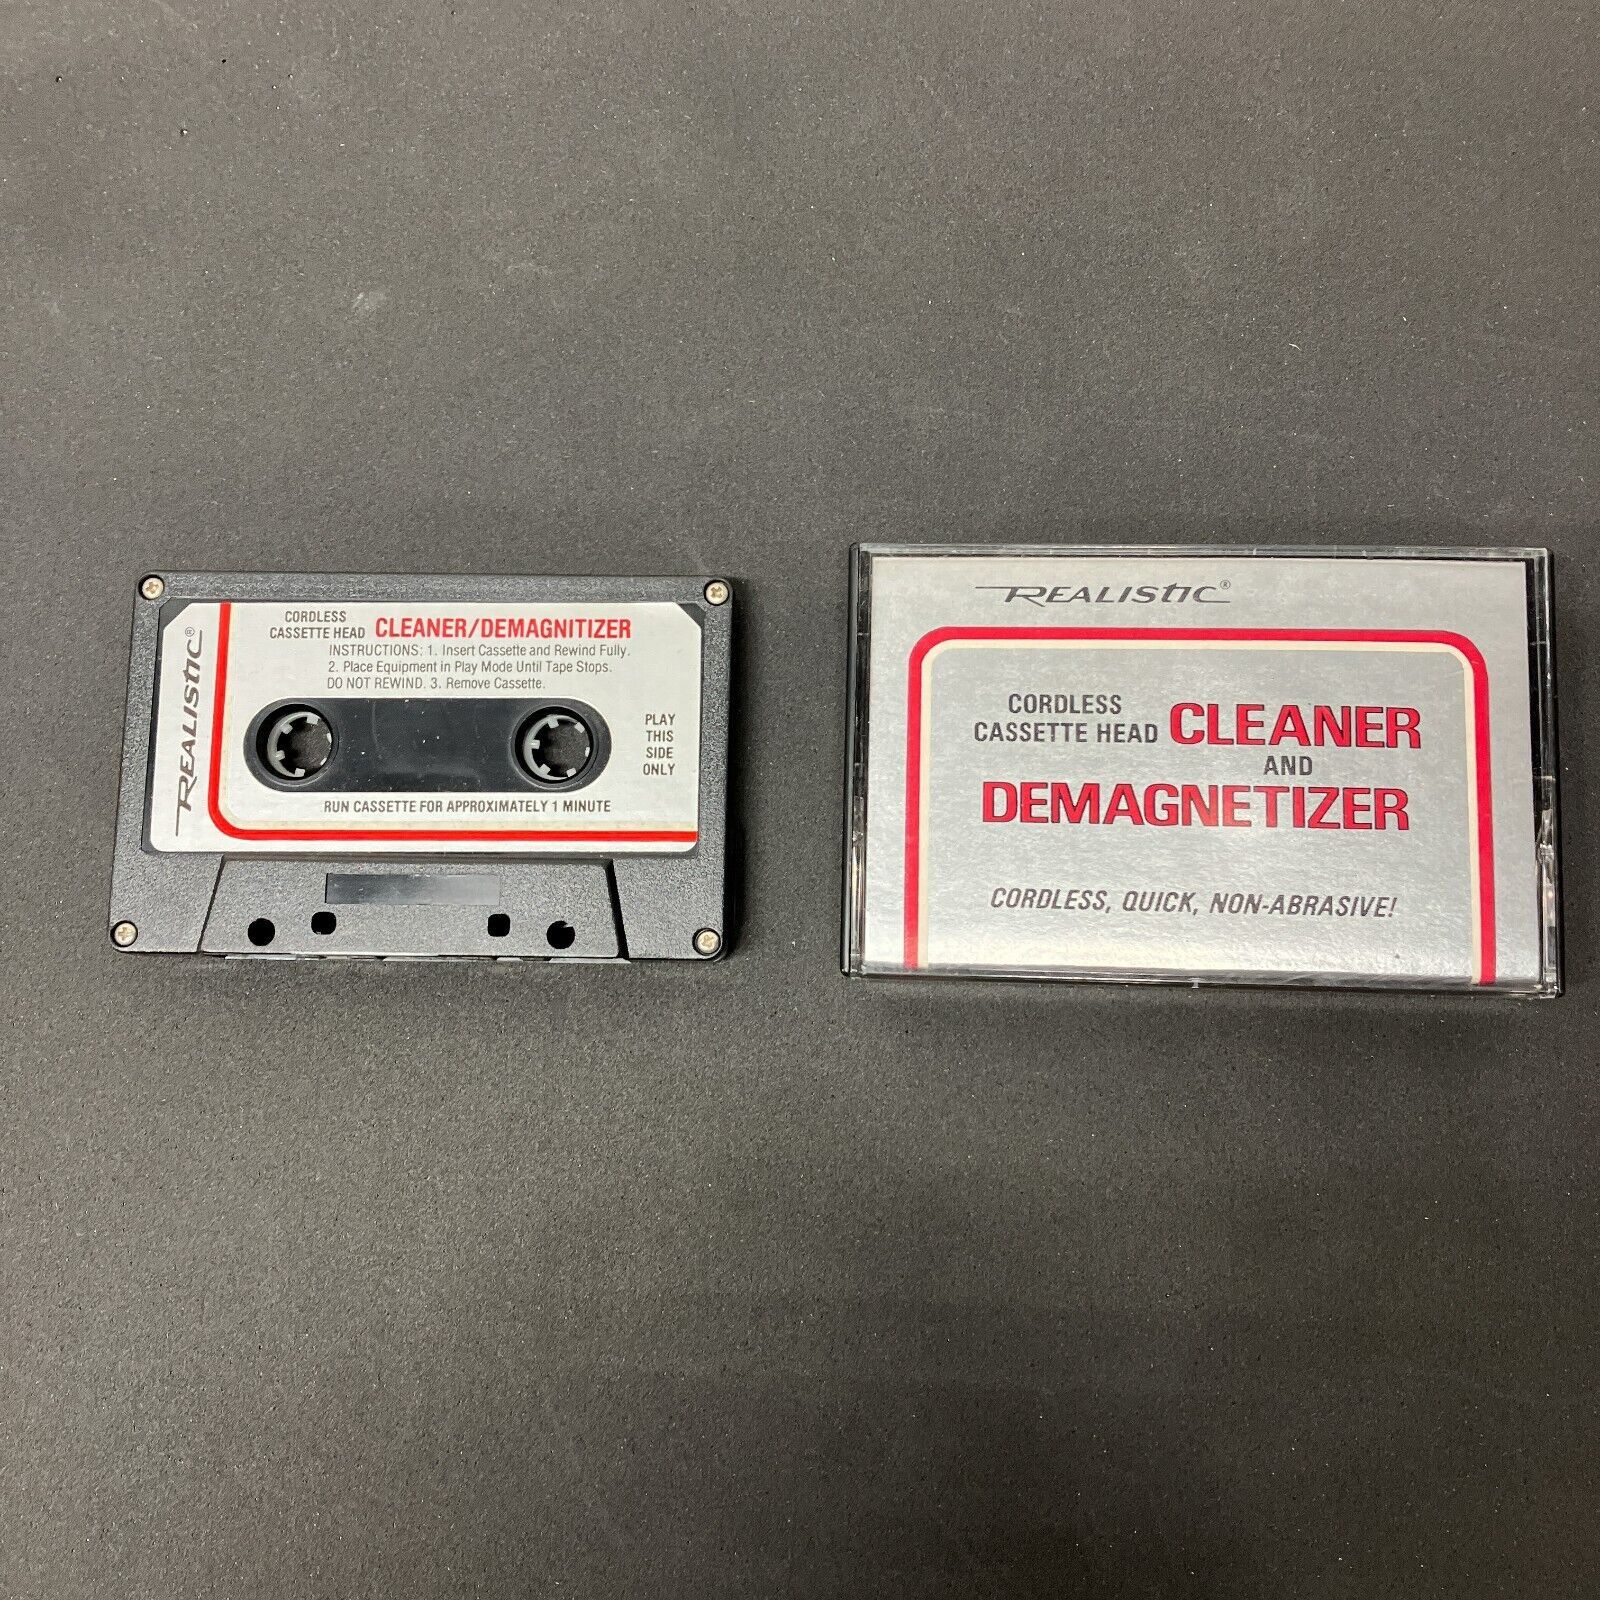 REALISTIC®
CORDLESS
CASSETTE HEAD CLEANER/DEMAGNITIZER
INSTRUCTIONS: 1. Insert Cassette and Rewind Fully.
2. Place Equipment in Play Mode Until Tape Stops.
DO NOT REWIND. 3. Remove Cassette.
PLAY
THIS
SIDE
ONLY
RUN CASSETTE FOR APPROXIMATELY 1 MINUTE
REALISTIC®
CORDLESS
CASSETTE HEAD CLEANER
AND
DEMAGNETIZER
CORDLESS, QUICK, NON-ABRASIVE!